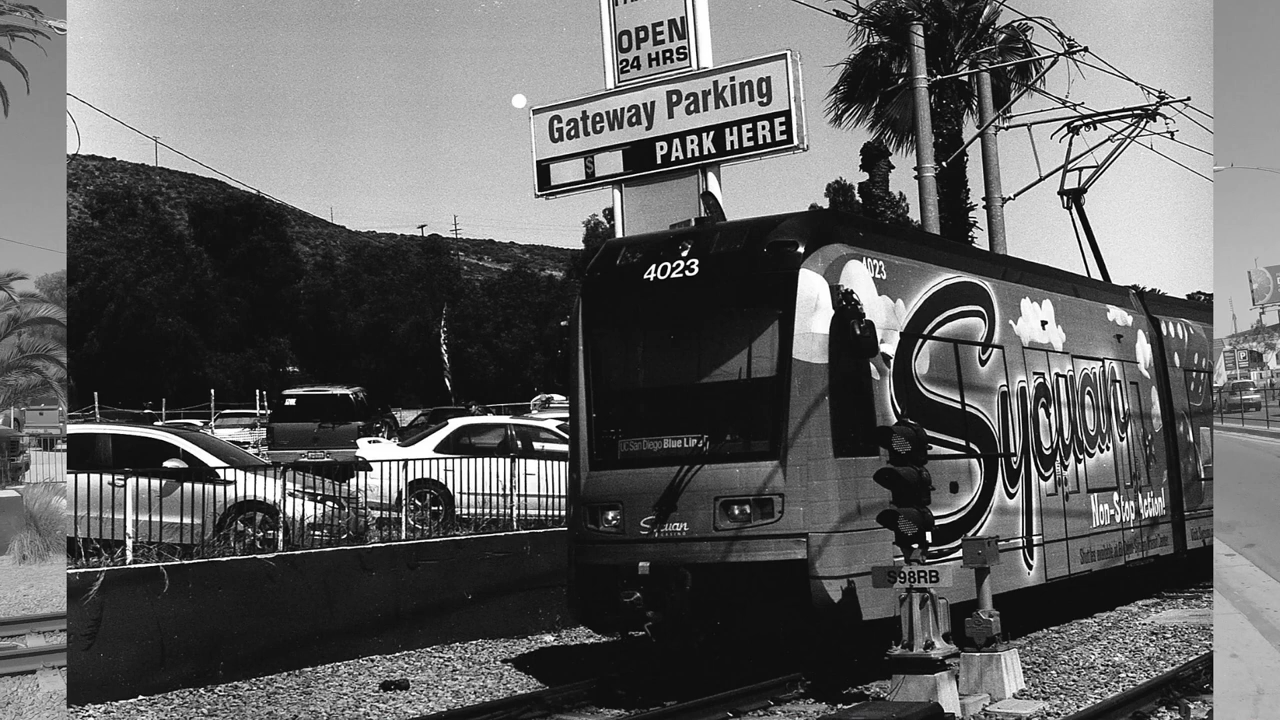 OPEN
24 HRS
Gateway Parking
$
PARK HERE
4023
4023
Sycuan
Non-Stop Action!
UC San Diego Blue Line
Sycuan
S98RB
P